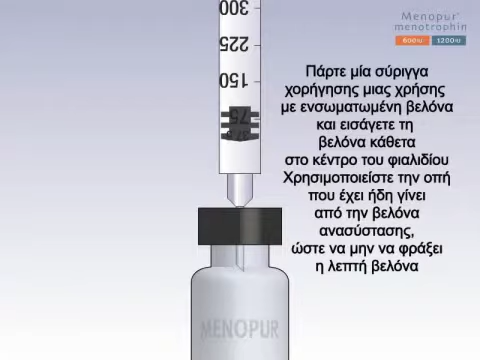 300
225
150
75
37,5
Menopur®
menotrophin
600IU 1200IU
Πάρτε μία σύριγγα
χορήγησης μιας χρήσης
με ενσωματωμένη βελόνα
και εισάγετε τη
βελόνα κάθετα
στο κέντρο του φιαλιδίου
Χρησιμοποιείστε την οπή
που έχει ήδη γίνει
από την βελόνα
ανασύστασης,
ώστε να μην να φράξει
η λεπτή βελόνα
MENOPUR